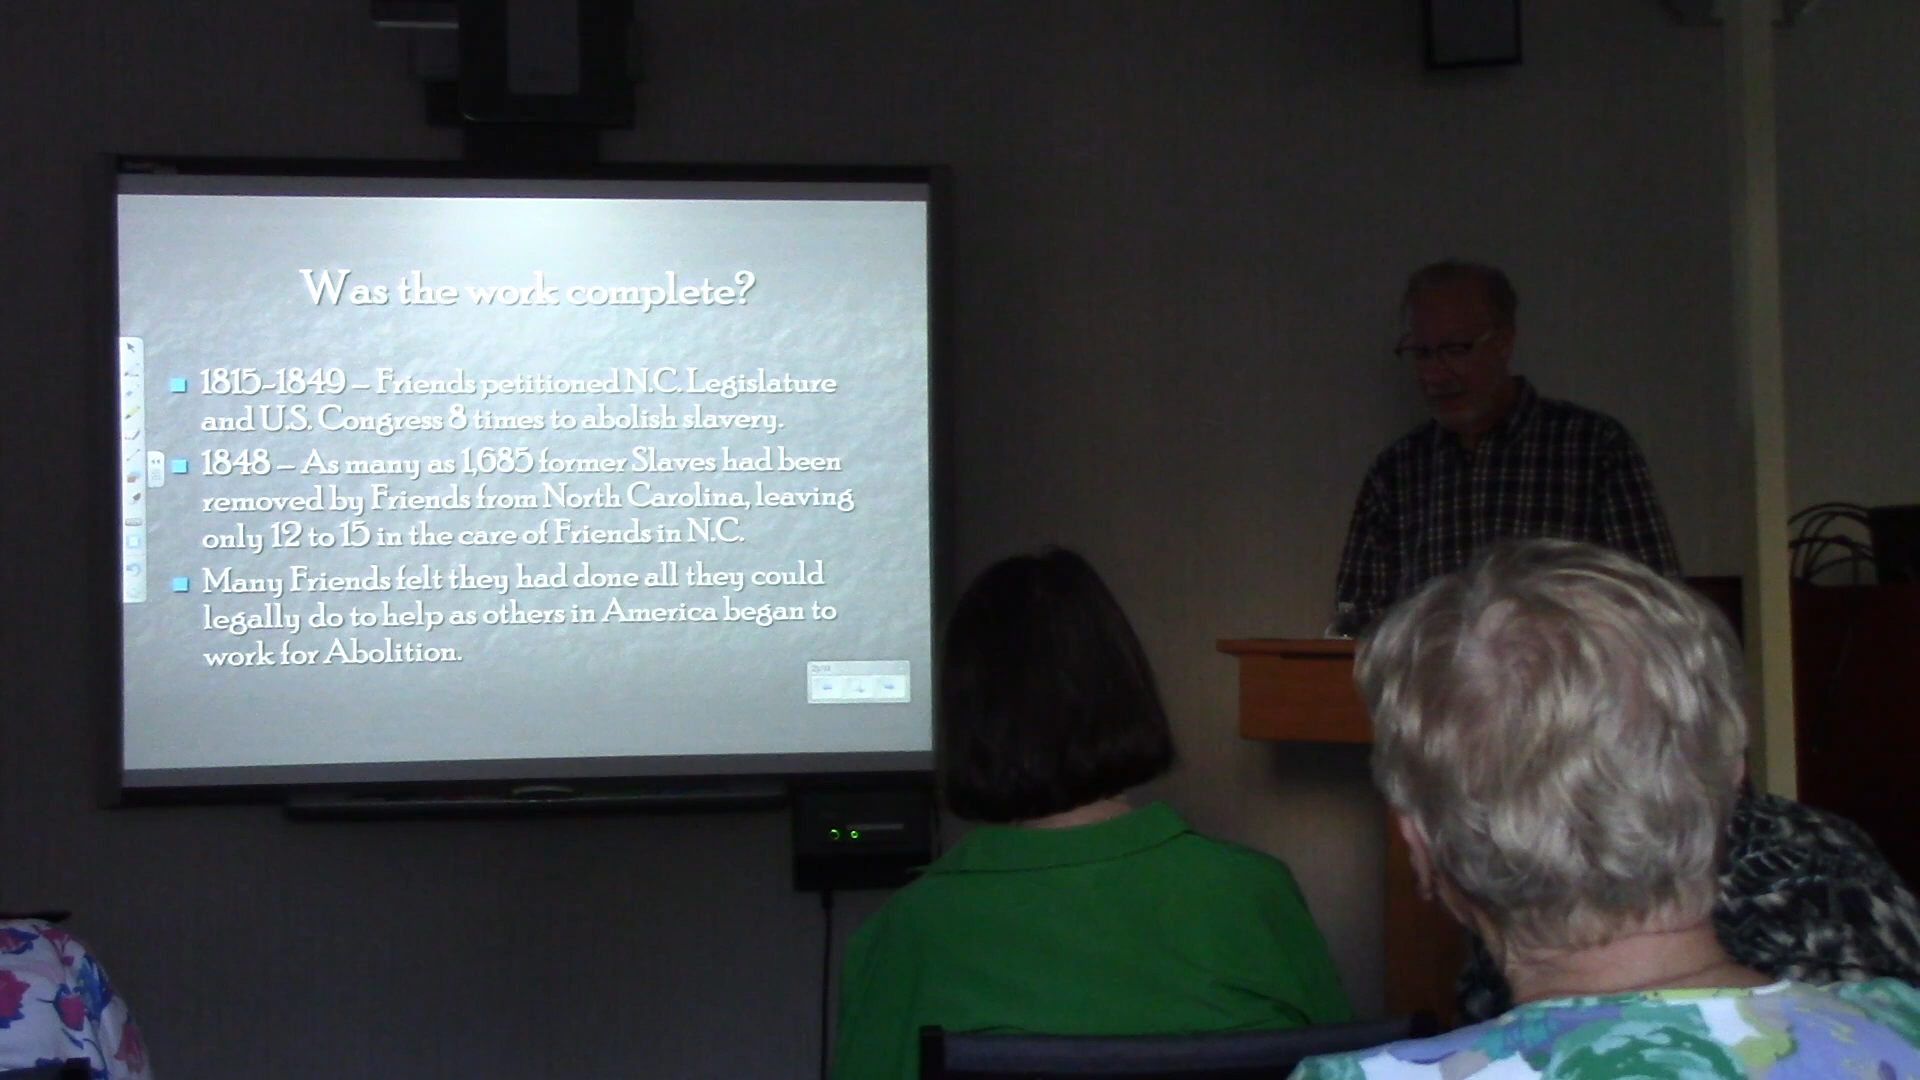 Was the work complete?
1815-1849 – Friends petitioned N.C. Legislature
and U.S. Congress 8 times to abolish slavery.
1848 – As many as 1,685 former Slaves had been
removed by Friends from North Carolina, leaving
only 12 to 15 in the care of Friends in N.C.
Many Friends felt they had done all they could
legally do to help as others in America began to
work for Abolition.